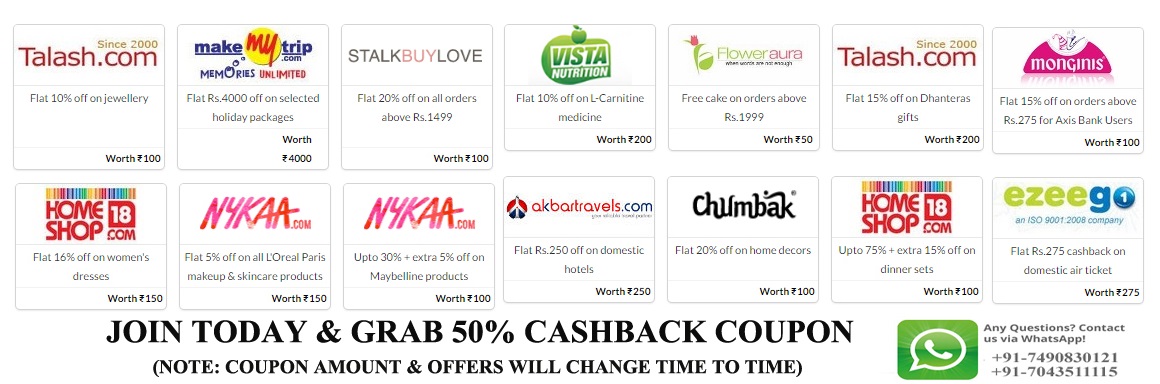 Since 2000
Talash.com
Flat 10% off on jewellery
Worth ₹100
make my trip
.com
MEMORIES UNLIMITED
Flat Rs.4000 off on selected
holiday packages
Worth
₹4000
STALKBUYLOVE
Flat 20% off on all orders
above Rs.1499
Worth ₹100
VISTA
NUTRITION
Flat 10% off on L-Carnitine
medicine
Worth ₹200
Floweraura
when words are not enough
Free cake on orders above
Rs.1999
Worth ₹50
Since 2000
Talash.com
Flat 15% off on Dhanteras
gifts
Worth ₹200
MONGINIS
Flat 15% off on orders above
Rs.275 for Axis Bank Users
Worth ₹100
HOME 18
SHOP.COM
Flat 16% off on women's
dresses
Worth ₹150
NYKAA.COM
Flat 5% off on all L'Oreal Paris
makeup & skincare products
Worth ₹150
NYKAA.COM
Upto 30% + extra 5% off on
Maybelline products
Worth ₹100
akbartravels.com
your reliable travel partner
Flat Rs.250 off on domestic
hotels
Worth ₹250
Chumbak
Flat 20% off on home decors
Worth ₹100
HOME 18
SHOP.COM
Upto 75% + extra 15% off on
dinner sets
Worth ₹100
ezeego1
an ISO 9001:2008 company
Flat Rs.275 cashback on
domestic air ticket
Worth ₹275
JOIN TODAY & GRAB 50% CASHBACK COUPON
(NOTE: COUPON AMOUNT & OFFERS WILL CHANGE TIME TO TIME)
Any Questions? Contact
us via WhatsApp!
+91-7490830121
+91-7043511115